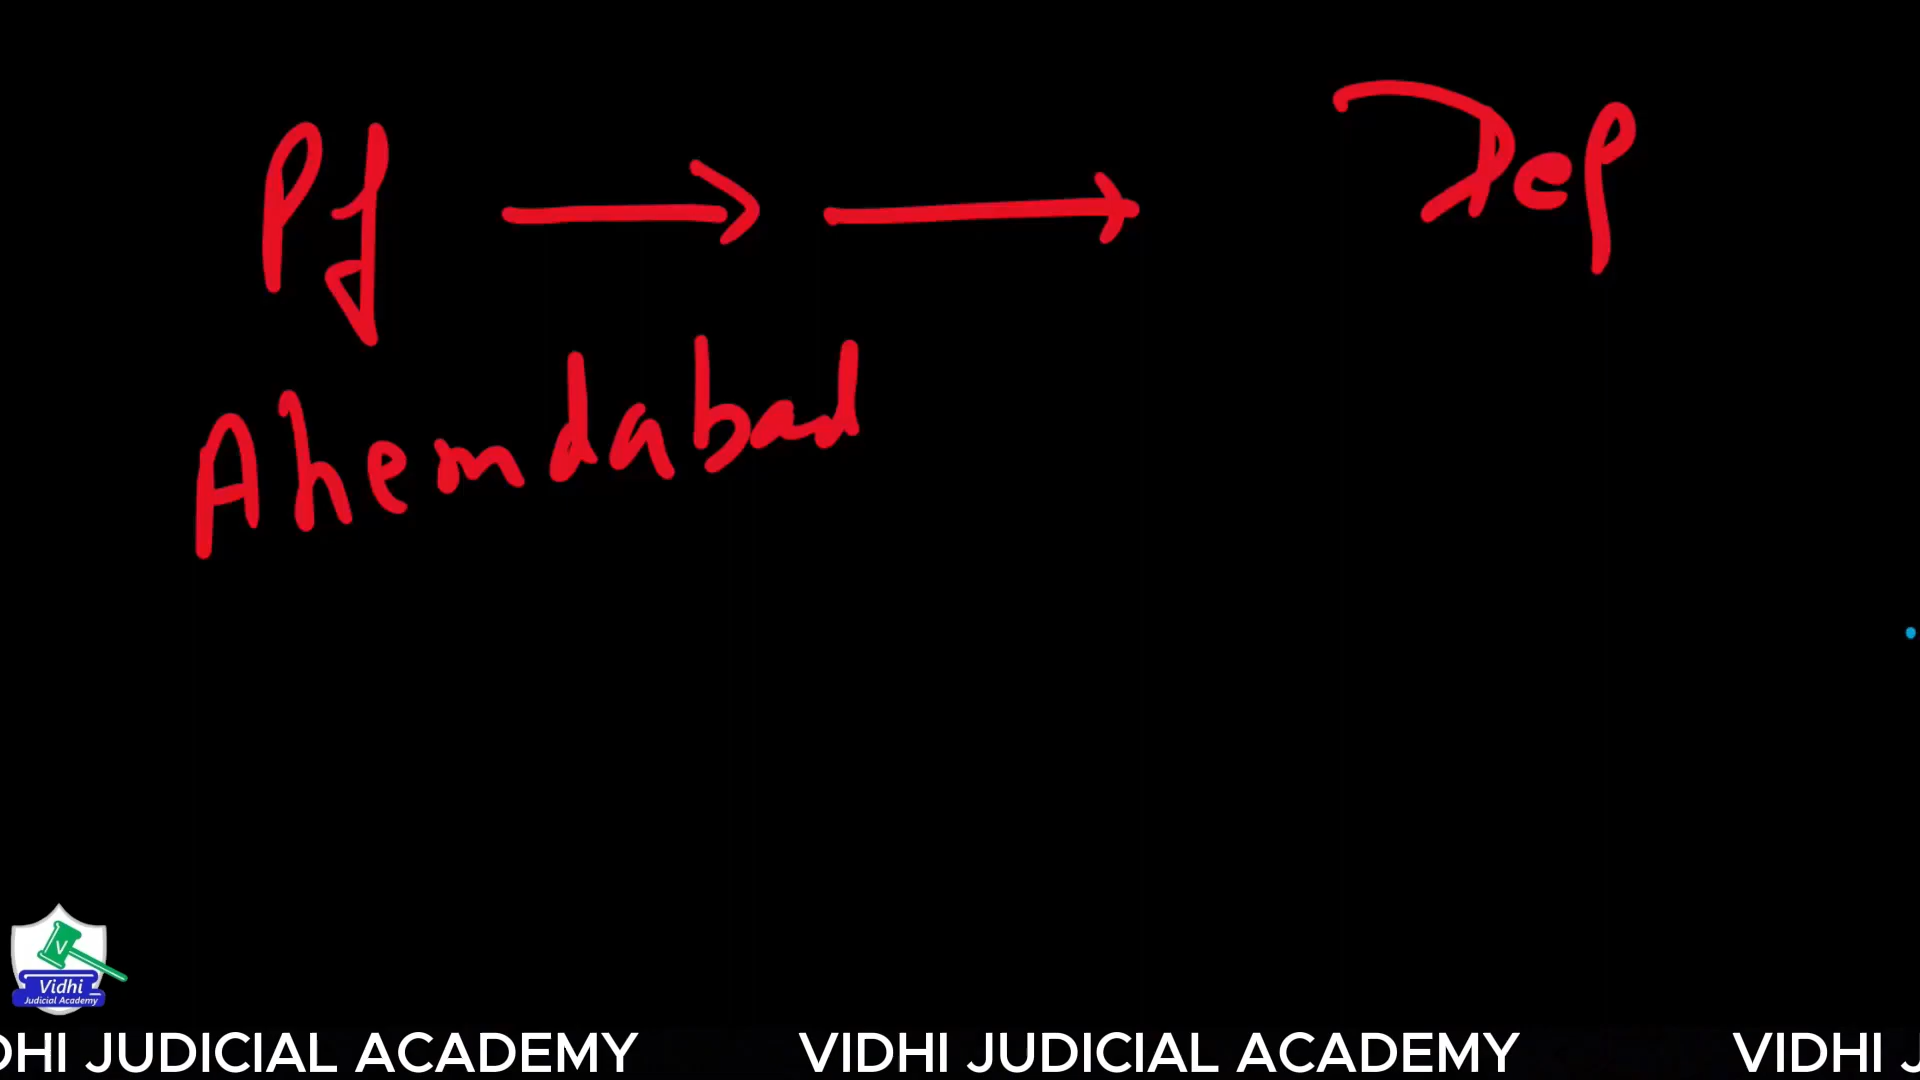 Pf → → Def
Ahemdabad
V
Vidhi
Judicial Academy
DHI JUDICIAL ACADEMY VIDHI JUDICIAL ACADEMY VIDHI J